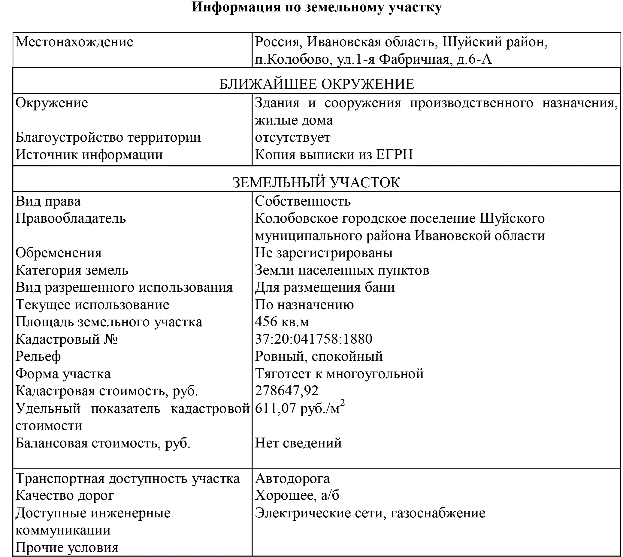 Информация по земельному участку
Местонахождение Россия, Ивановская область, Шуйский район,
п.Колобово, ул.1-я Фабричная, д.6-А
БЛИЖАЙШЕЕ ОКРУЖЕНИЕ
Окружение Здания и сооружения производственного назначения,
жилые дома
Благоустройство территории отсутствует
Источник информации Копия выписки из ЕГРН
ЗЕМЕЛЬНЫЙ УЧАСТОК
Вид права Собственность
Правообладатель Колобовское городское поселение Шуйского
муниципального района Ивановской области
Обременения Не зарегистрированы
Категория земель Земли населенных пунктов
Вид разрешенного использования Для размещения бани
Текущее использование По назначению
Площадь земельного участка 456 кв.м
Кадастровый № 37:20:041758:1880
Рельеф Ровный, спокойный
Форма участка Тяготест к многоугольной
Кадастровая стоимость, руб. 278647,92
Удельный показатель кадастровой 611,07 руб./м²
стоимости
Балансовая стоимость, руб. Нет сведений
Транспортная доступность участка Автодорога
Качество дорог Хорошее, а/б
Доступные инженерные Электрические сети, газоснабжение
коммуникации
Прочие условия